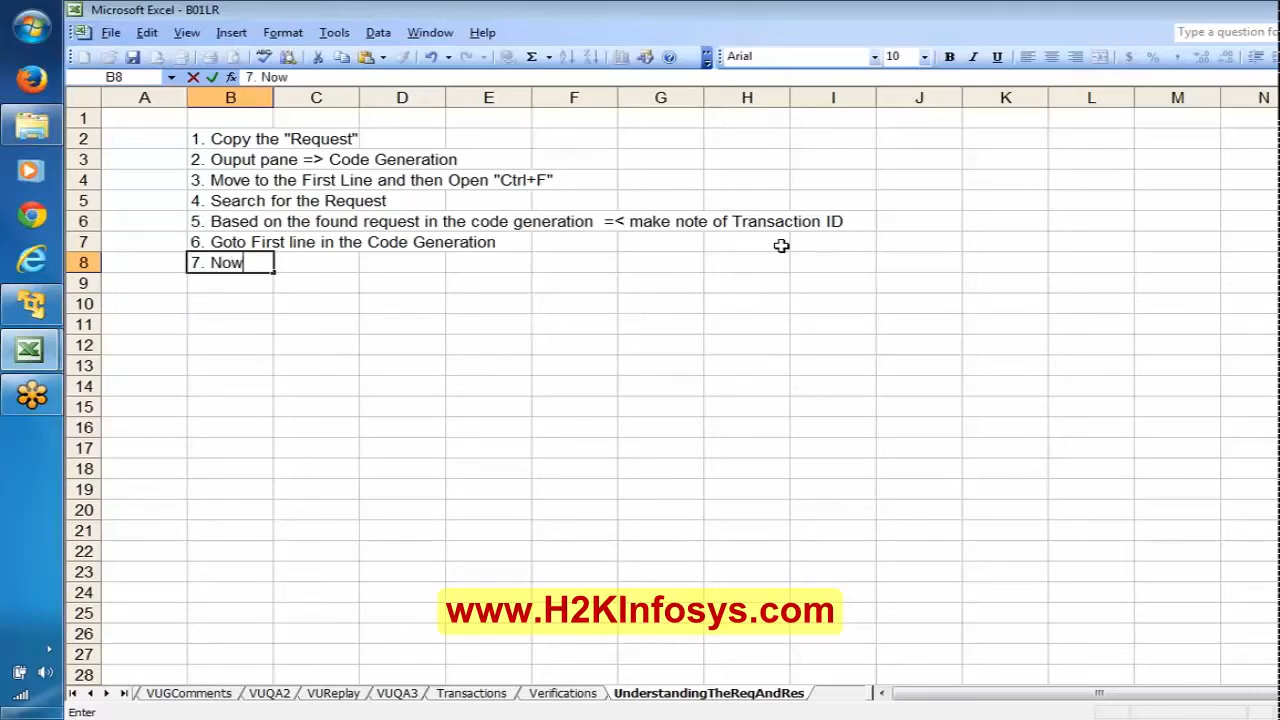 Microsoft Excel - B01LR
File Edit View Insert Format Tools Data Window Help
Type a question fo
Arial 10 B I U $ %
B8 fx 7. Now
A B C D E F G H I J K L M N
1
2 1. Copy the "Request"
3 2. Ouput pane => Code Generation
4 3. Move to the First Line and then Open "Ctrl+F"
5 4. Search for the Request
6 5. Based on the found request in the code generation =< make note of Transaction ID
7 6. Goto First line in the Code Generation
8 7. Now
9
10
11
12
13
14
15
16
17
18
19
20
21
22
23
24
www.H2KInfosys.com
25
26
27
28
VUGComments VUQA2 VUReplay VUQA3 Transactions Verifications UnderstandingTheReqAndRes
Enter